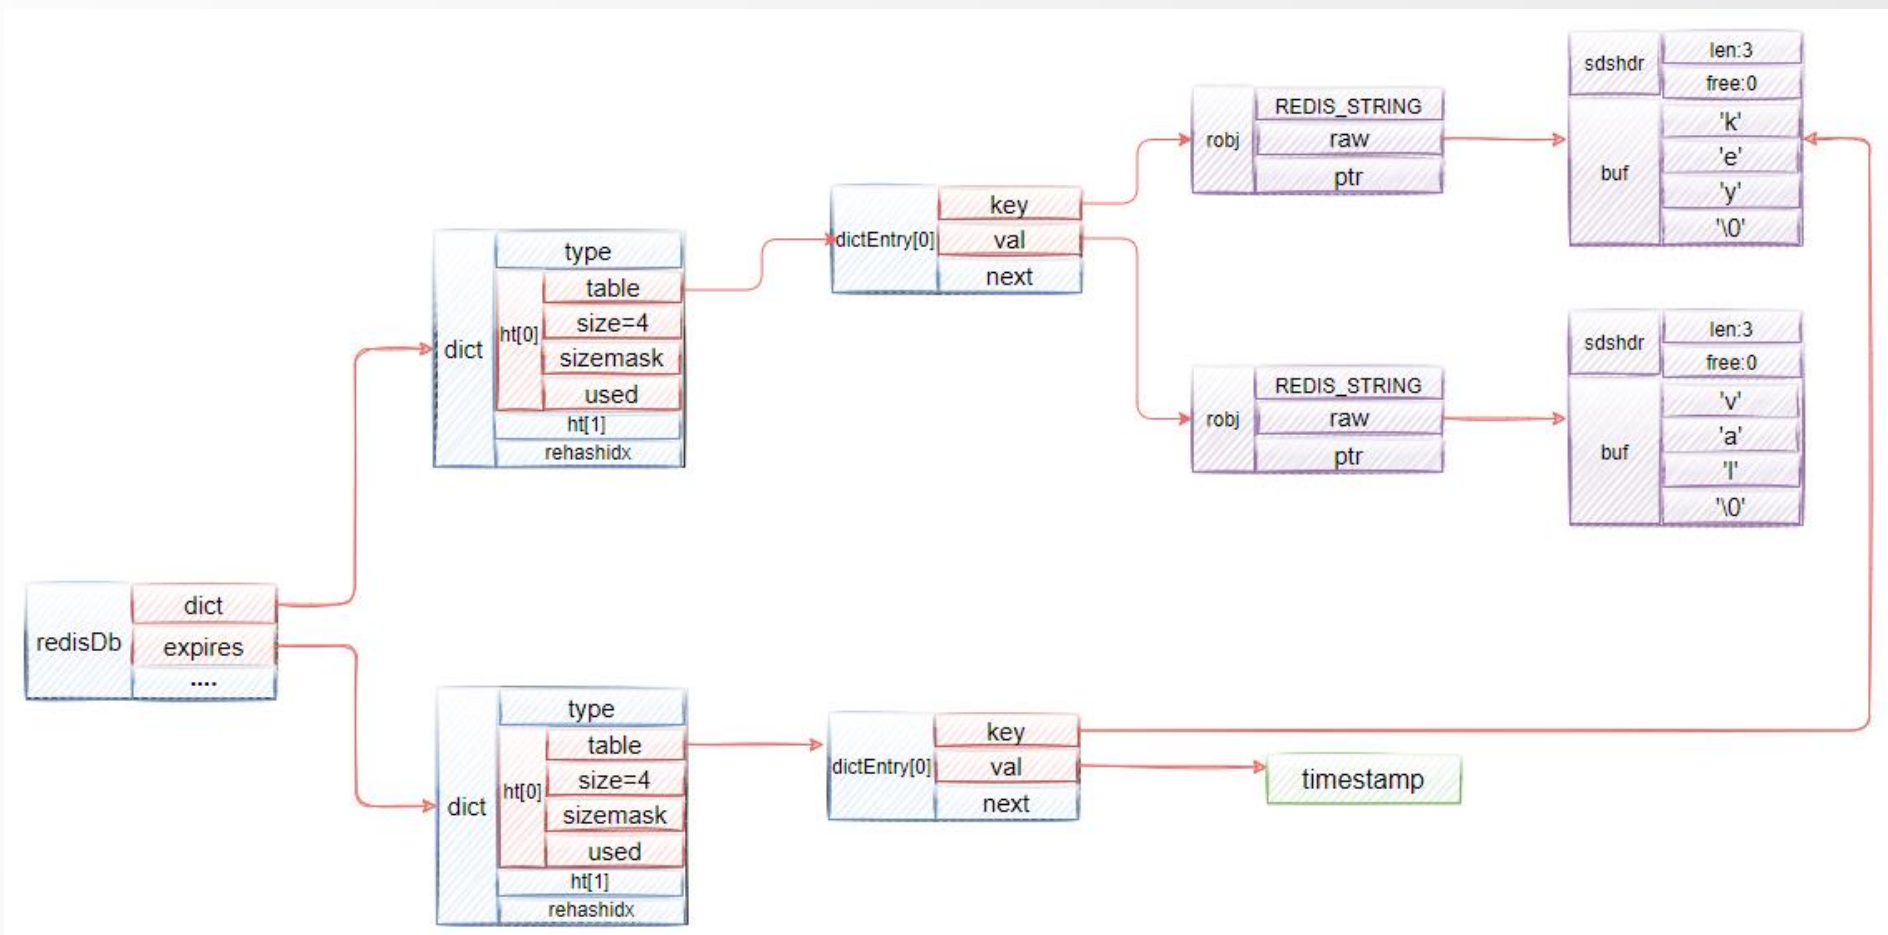 redisDb
dict
expires
....
dict
type
ht[0]
table
size=4
sizemask
used
ht[1]
rehashidx
dictEntry[0]
key
val
next
robj
REDIS_STRING
raw
ptr
sdshdr
len:3
free:0
buf
'k'
'e'
'y'
'\0'
robj
REDIS_STRING
raw
ptr
sdshdr
len:3
free:0
buf
'v'
'a'
'l'
'\0'
dict
type
ht[0]
table
size=4
sizemask
used
ht[1]
rehashidx
dictEntry[0]
key
val
next
timestamp